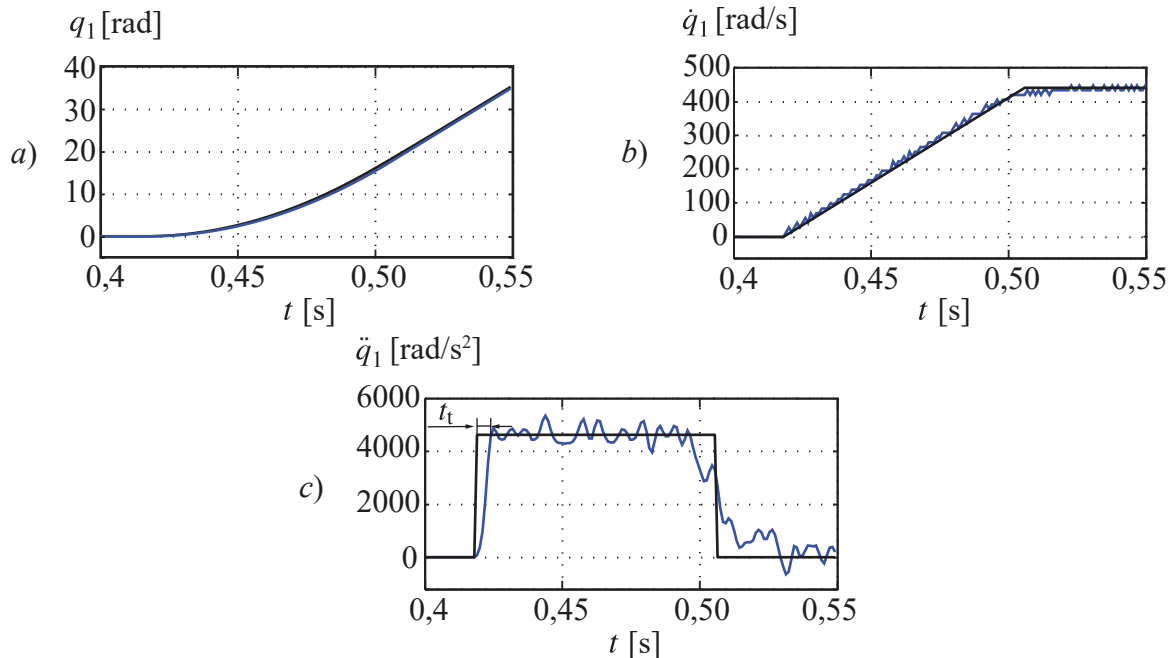 q₁ [rad]
40
30
20
10
0
0,4 0,45 0,50 0,55
t [s]
a)
q̇₁ [rad/s]
500
400
300
200
100
0
0,4 0,45 0,50 0,55
t [s]
b)
q̈₁ [rad/s²]
6000
4000
2000
0
tₜ
0,4 0,45 0,50 0,55
t [s]
c)